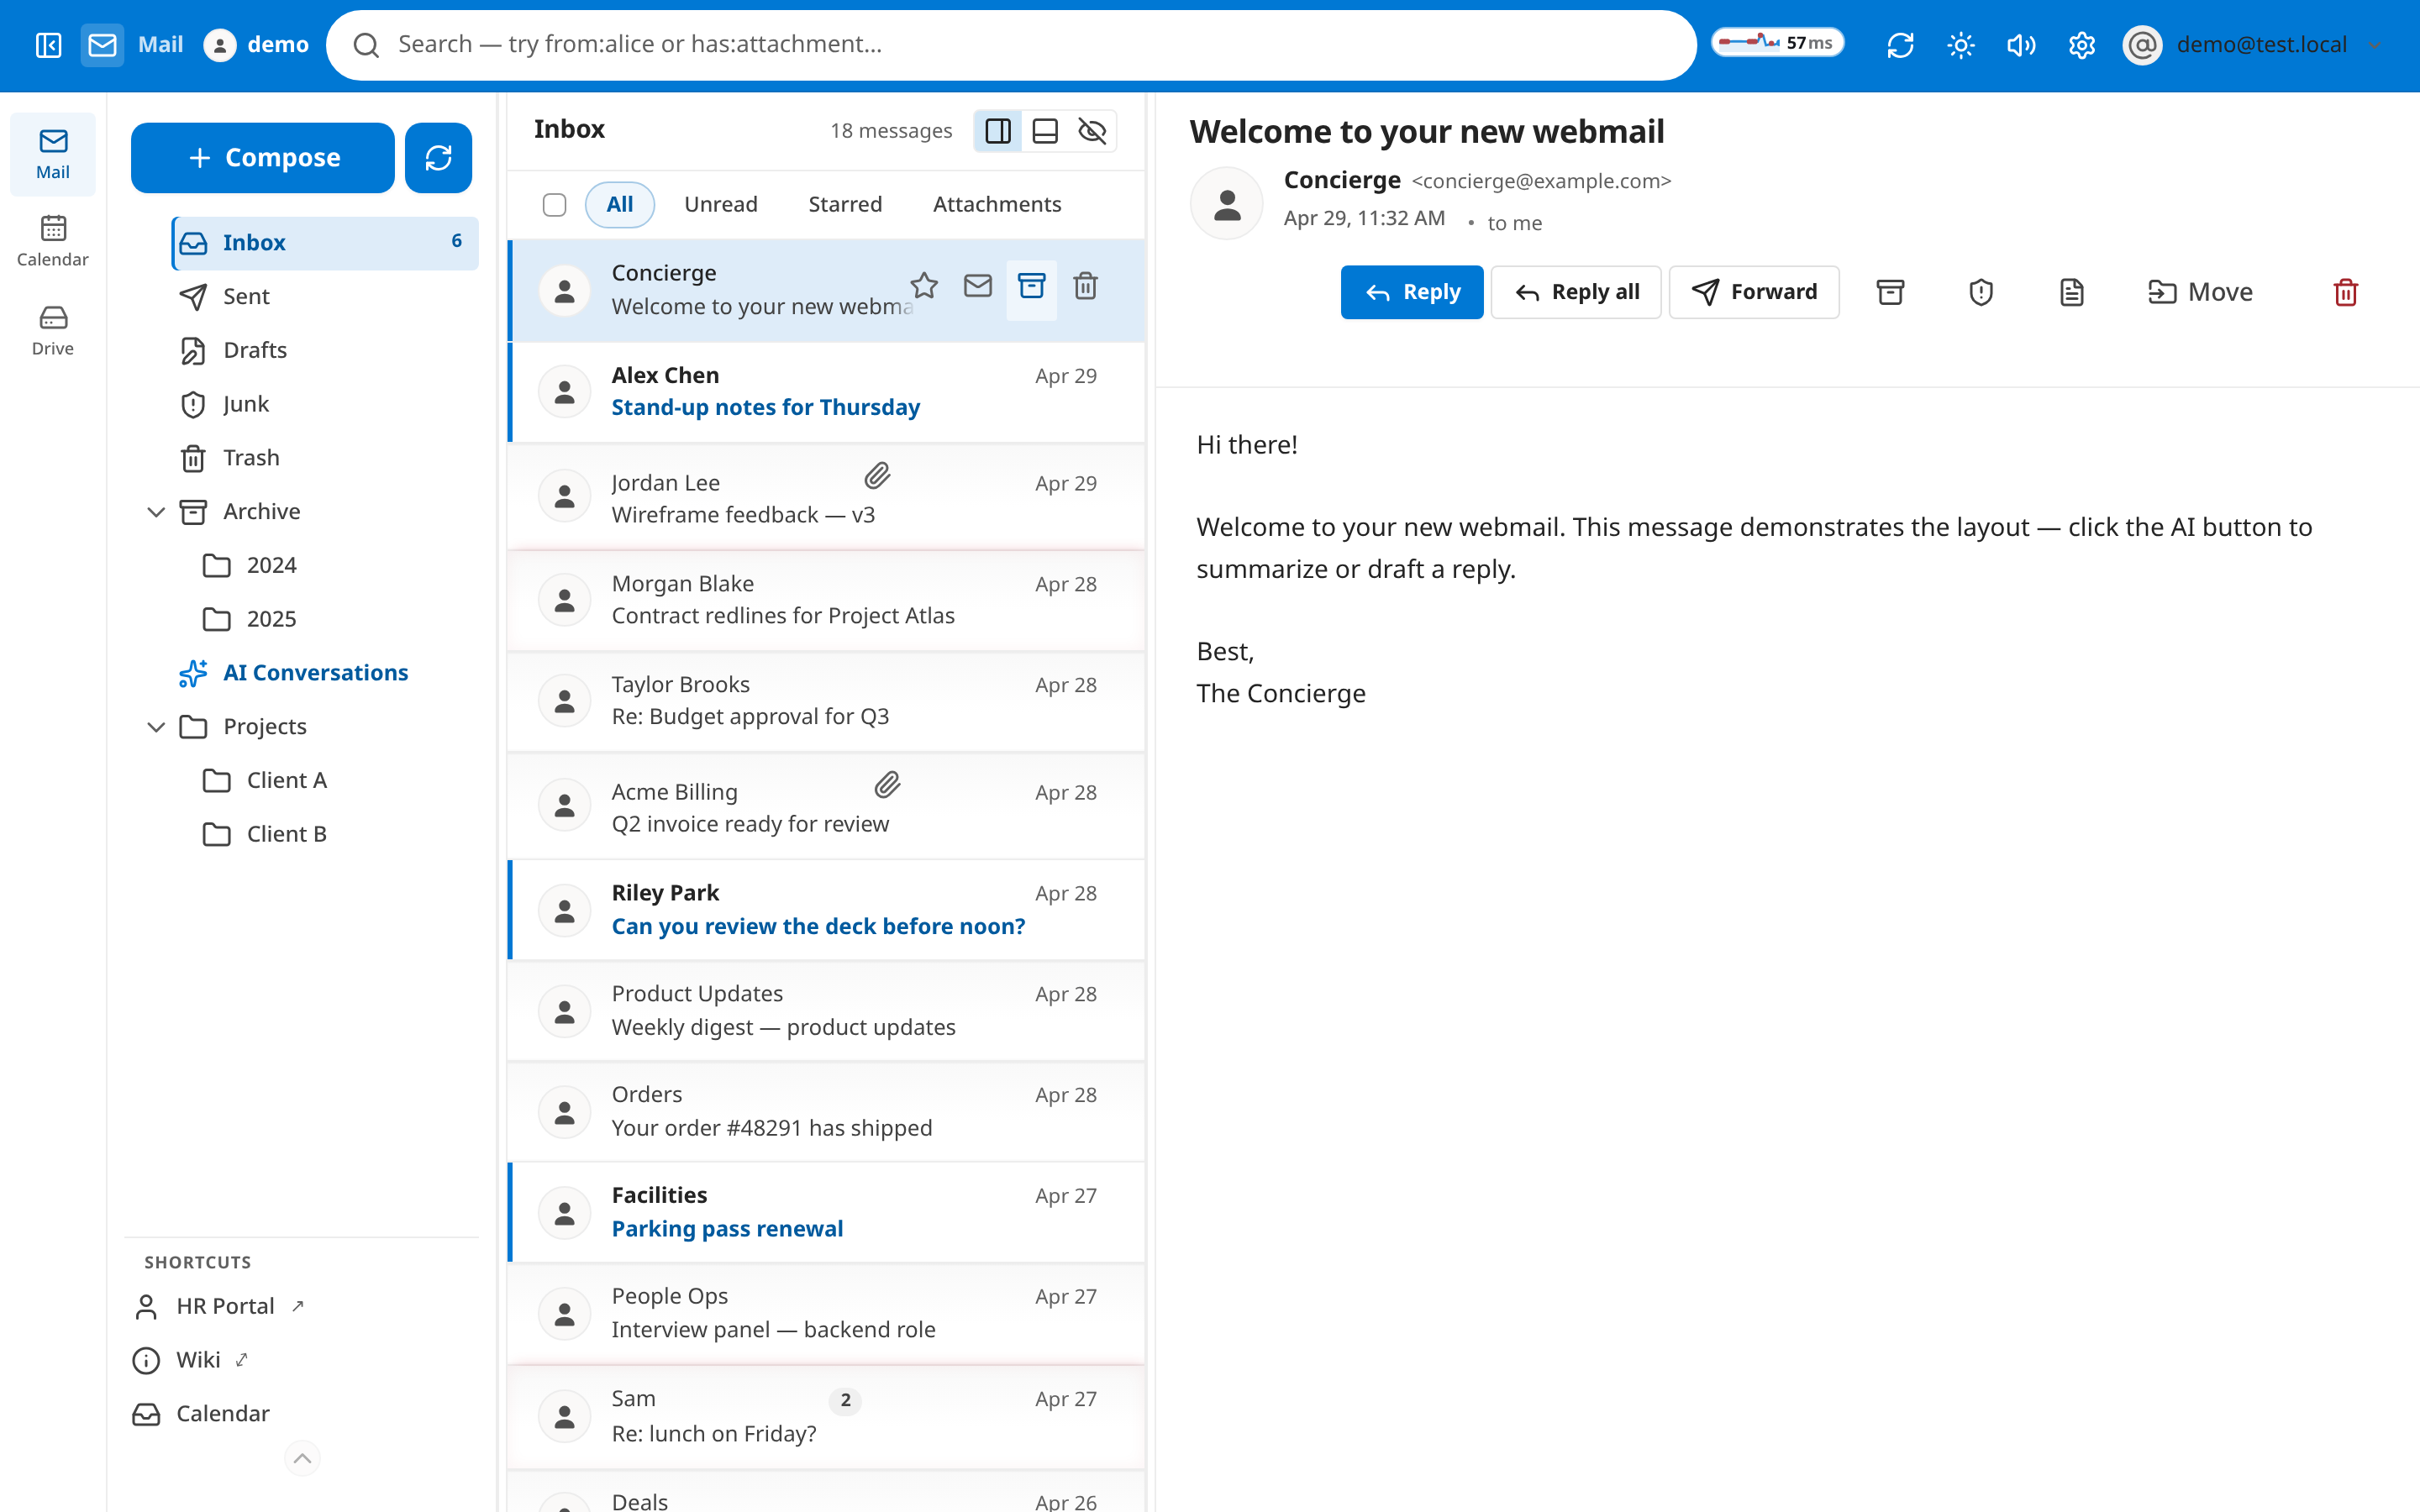 Mail
demo
Search — try from:alice or has:attachment...
57 ms
demo@test.local
Mail
Calendar
Drive
Compose
Inbox
6
Sent
Drafts
Junk
Trash
Archive
2024
2025
AI Conversations
Projects
Client A
Client B
SHORTCUTS
HR Portal ↗
Wiki ⤢
Calendar
Inbox
18 messages
All
Unread
Starred
Attachments
Concierge
Welcome to your new webma
Alex Chen
Apr 29
Stand-up notes for Thursday
Jordan Lee
Apr 29
Wireframe feedback — v3
Morgan Blake
Apr 28
Contract redlines for Project Atlas
Taylor Brooks
Apr 28
Re: Budget approval for Q3
Acme Billing
Apr 28
Q2 invoice ready for review
Riley Park
Apr 28
Can you review the deck before noon?
Product Updates
Apr 28
Weekly digest — product updates
Orders
Apr 28
Your order #48291 has shipped
Facilities
Apr 27
Parking pass renewal
People Ops
Apr 27
Interview panel — backend role
Sam
2
Apr 27
Re: lunch on Friday?
Deals
Apr 26
Welcome to your new webmail
Concierge <concierge@example.com>
Apr 29, 11:32 AM • to me
Reply
Reply all
Forward
Move
Hi there!
Welcome to your new webmail. This message demonstrates the layout — click the AI button to
summarize or draft a reply.
Best,
The Concierge